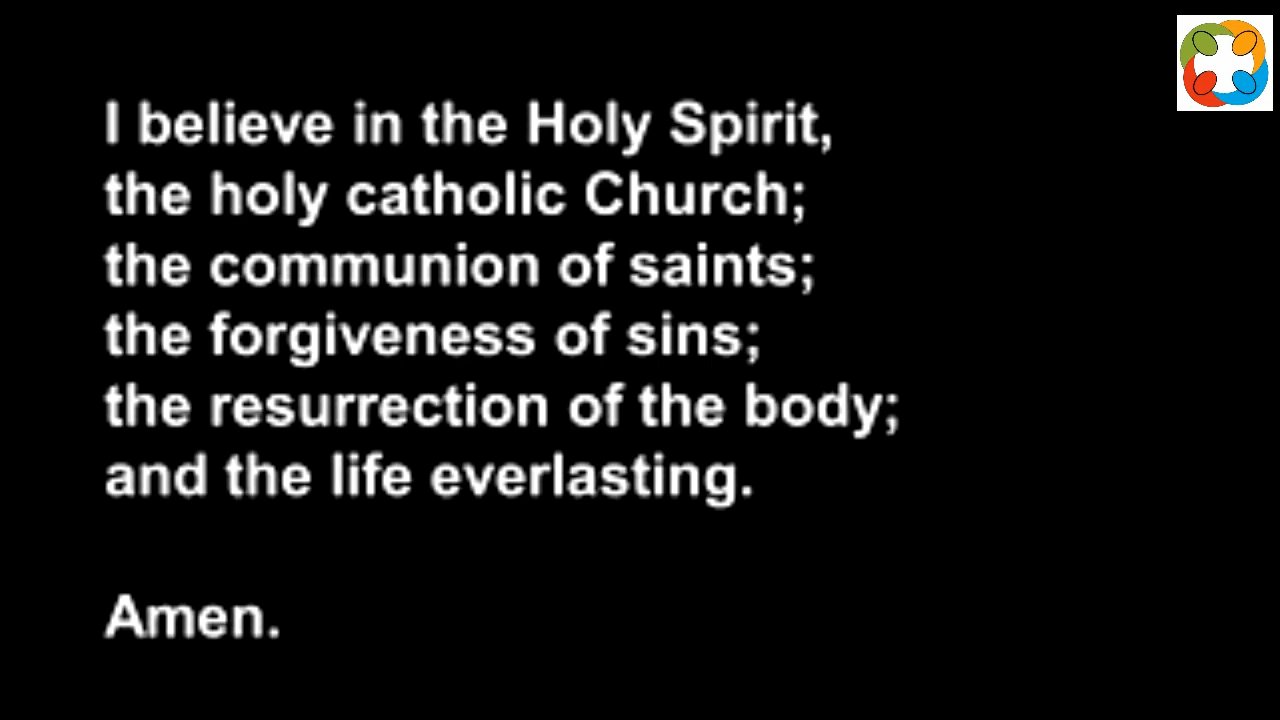 I believe in the Holy Spirit,
the holy catholic Church;
the communion of saints;
the forgiveness of sins;
the resurrection of the body;
and the life everlasting.
Amen.